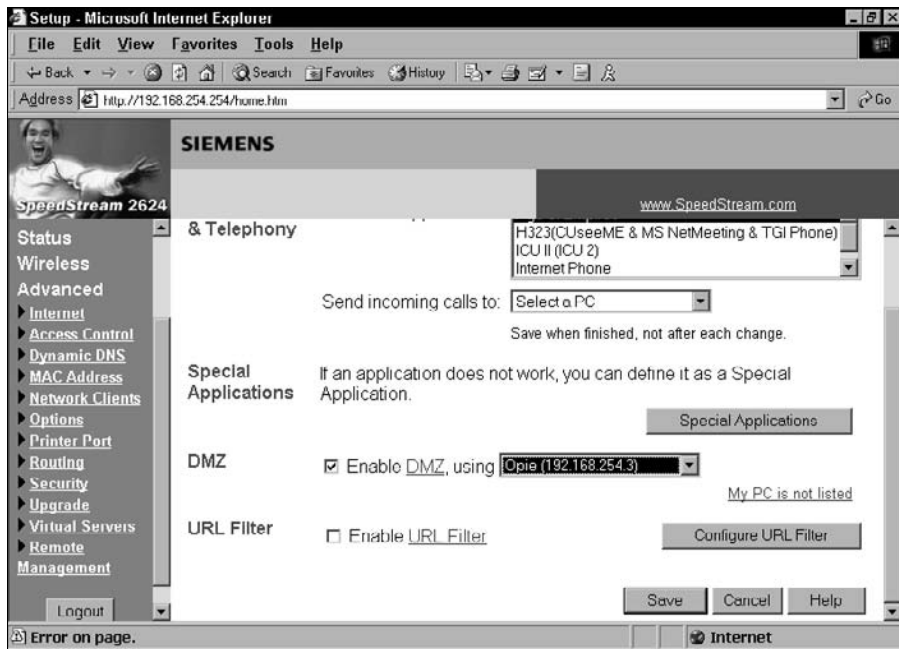 Setup - Microsoft Internet Explorer
File Edit View Favorites Tools Help
Back Search Favorites History
Address http://192.168.254.254/home.htm Go
SpeedStream 2624
SIEMENS
www.SpeedStream.com
Status
Wireless
Advanced
Internet
Access Control
Dynamic DNS
MAC Address
Network Clients
Options
Printer Port
Routing
Security
Upgrade
Virtual Servers
Remote
Management
Logout
& Telephony
H323(CUseeME & MS NetMeeting & TGI Phone)
ICU II (ICU 2)
Internet Phone
Send incoming calls to: Select a PC
Save when finished, not after each change.
Special
Applications
If an application does not work, you can define it as a Special
Application.
Special Applications
DMZ
Enable DMZ, using Opie (192.168.254.3)
My PC is not listed
URL Filter
Enable URL Filter
Configure URL Filter
Save Cancel Help
Error on page. Internet